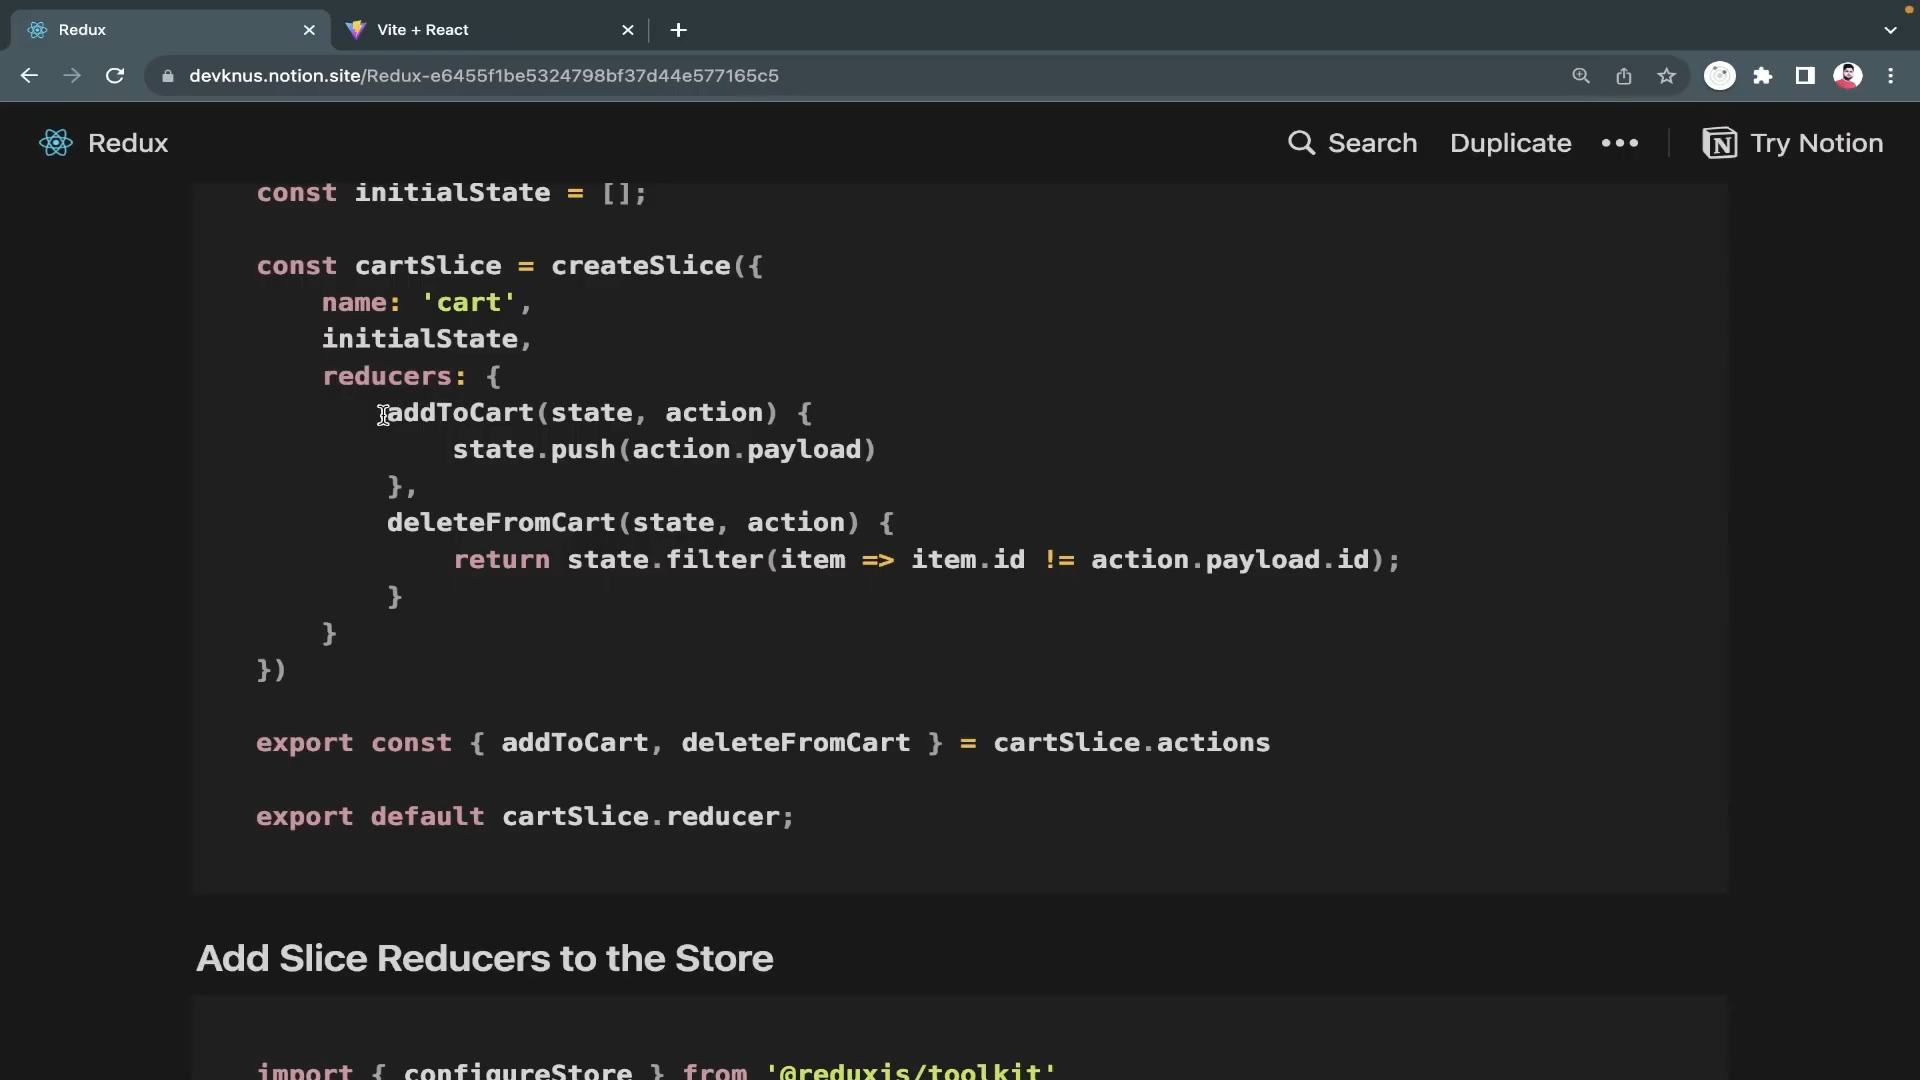 Redux
Vite + React
devknus.notion.site/Redux-e6455f1be5324798bf37d44e577165c5
Redux
Search
Duplicate
Try Notion
const initialState = [];
const cartSlice = createSlice({
name: 'cart',
initialState,
reducers: {
addToCart(state, action) {
state.push(action.payload)
},
deleteFromCart(state, action) {
return state.filter(item => item.id != action.payload.id);
}
}
})
export const { addToCart, deleteFromCart } = cartSlice.actions
export default cartSlice.reducer;
Add Slice Reducers to the Store
import { configureStore } from '@reduxjs/toolkit'